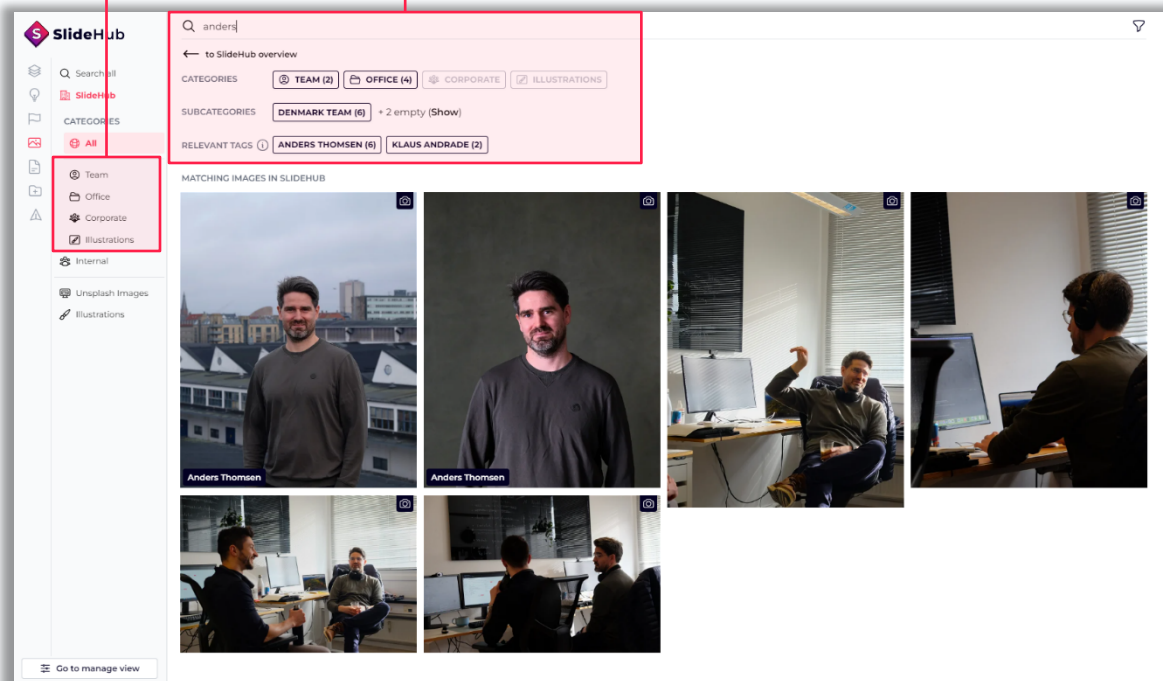 S SlideHub
anders
Search all
to SlideHub overview
SlideHub
CATEGORIES TEAM (2) OFFICE (4) CORPORATE ILLUSTRATIONS
SUBCATEGORIES DENMARK TEAM (6) + 2 empty (Show)
RELEVANT TAGS i ANDERS THOMSEN (6) KLAUS ANDRADE (2)
CATEGORIES
All
Team
Office
Corporate
Illustrations
Internal
Unsplash Images
Illustrations
Go to manage view
MATCHING IMAGES IN SLIDEHUB
Anders Thomsen
Anders Thomsen